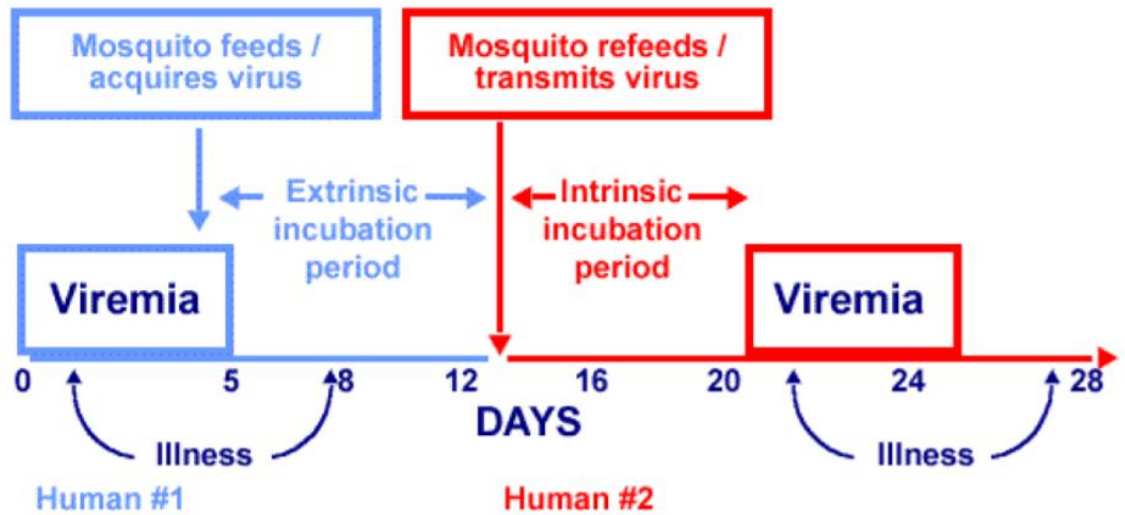 Mosquito feeds /
acquires virus
Mosquito refeeds /
transmits virus
Extrinsic
incubation
period
Intrinsic
incubation
period
Viremia
Viremia
0 5 8 12 16 20 24 28
DAYS
Illness
Illness
Human #1
Human #2